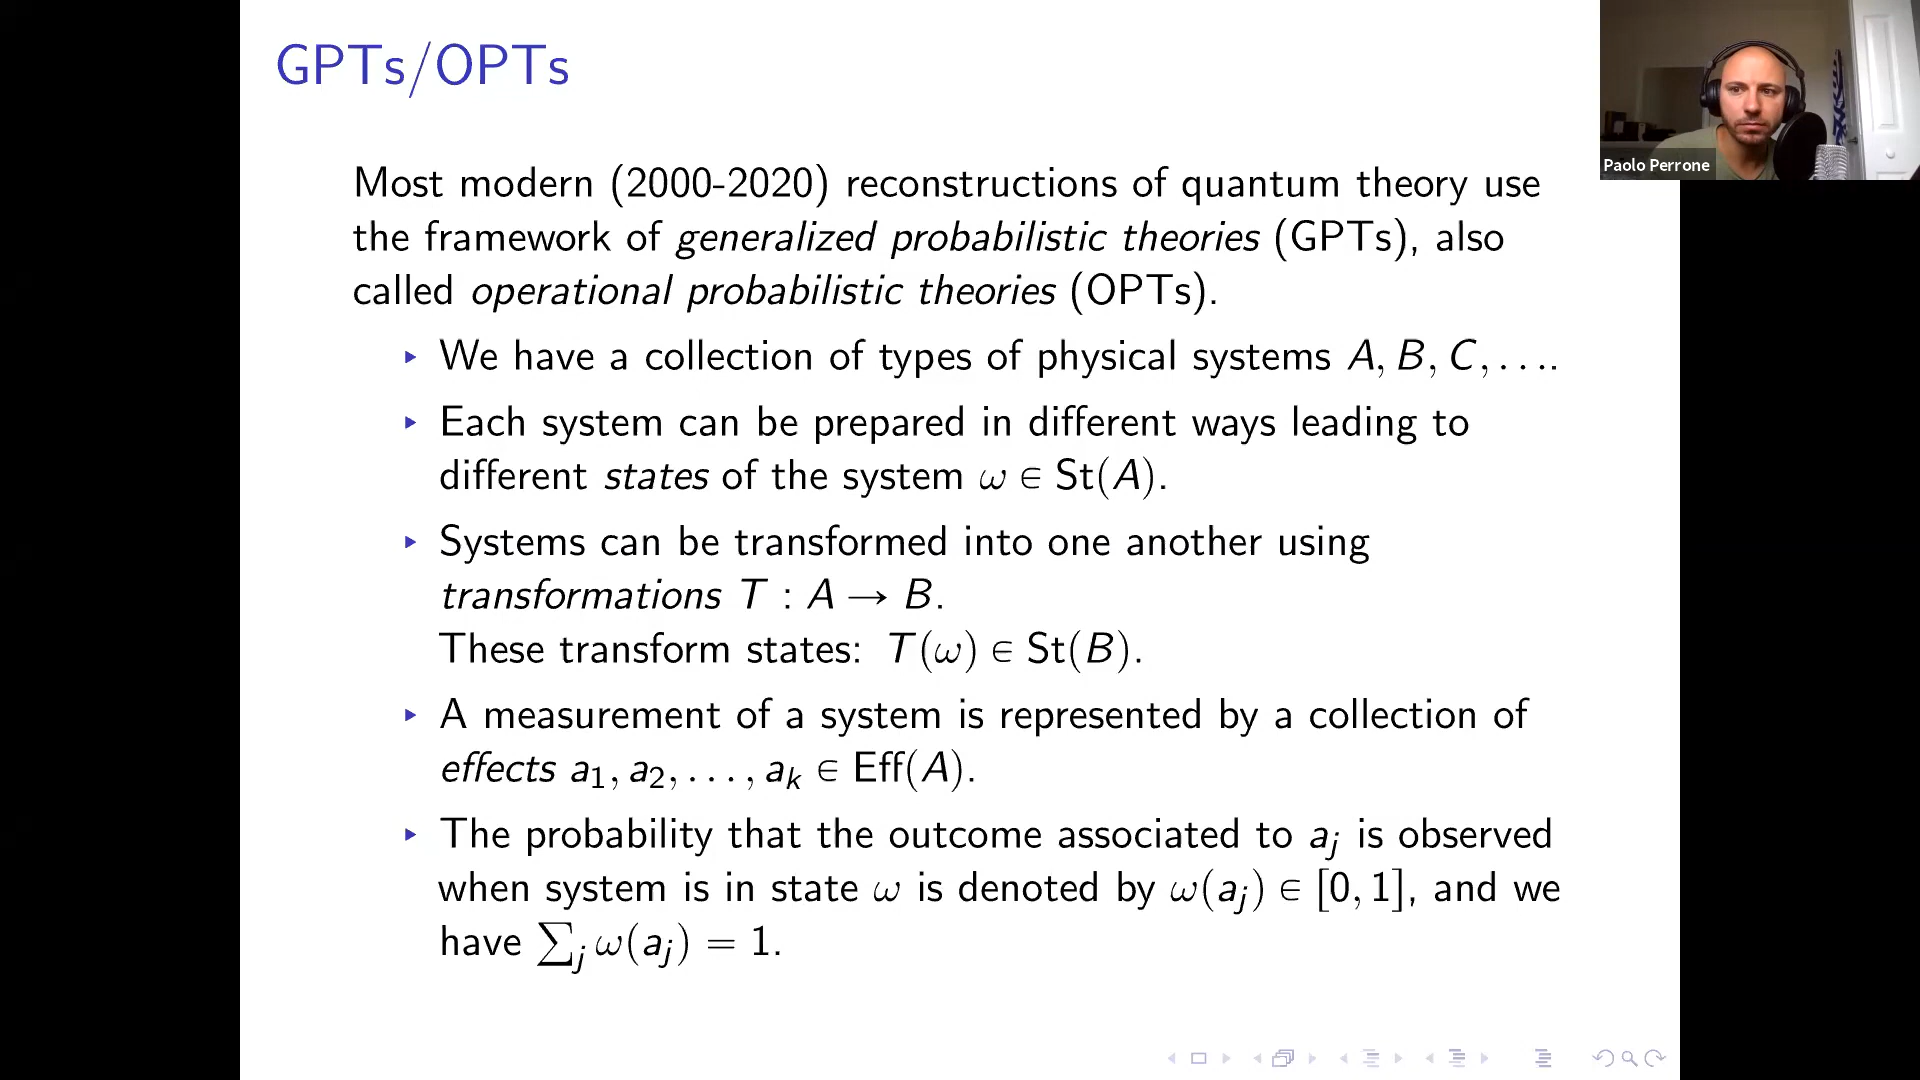 GPTs/OPTs
Paolo Perrone
Most modern (2000-2020) reconstructions of quantum theory use
the framework of generalized probabilistic theories (GPTs), also
called operational probabilistic theories (OPTs).
▸ We have a collection of types of physical systems A, B, C, . . ..
▸ Each system can be prepared in different ways leading to
different states of the system ω ∈ St(A).
▸ Systems can be transformed into one another using
transformations T : A → B.
These transform states: T(ω) ∈ St(B).
▸ A measurement of a system is represented by a collection of
effects a₁, a₂, . . . , aₖ ∈ Eff(A).
▸ The probability that the outcome associated to aⱼ is observed
when system is in state ω is denoted by ω(aⱼ) ∈ [0, 1], and we
have ∑ⱼ ω(aⱼ) = 1.